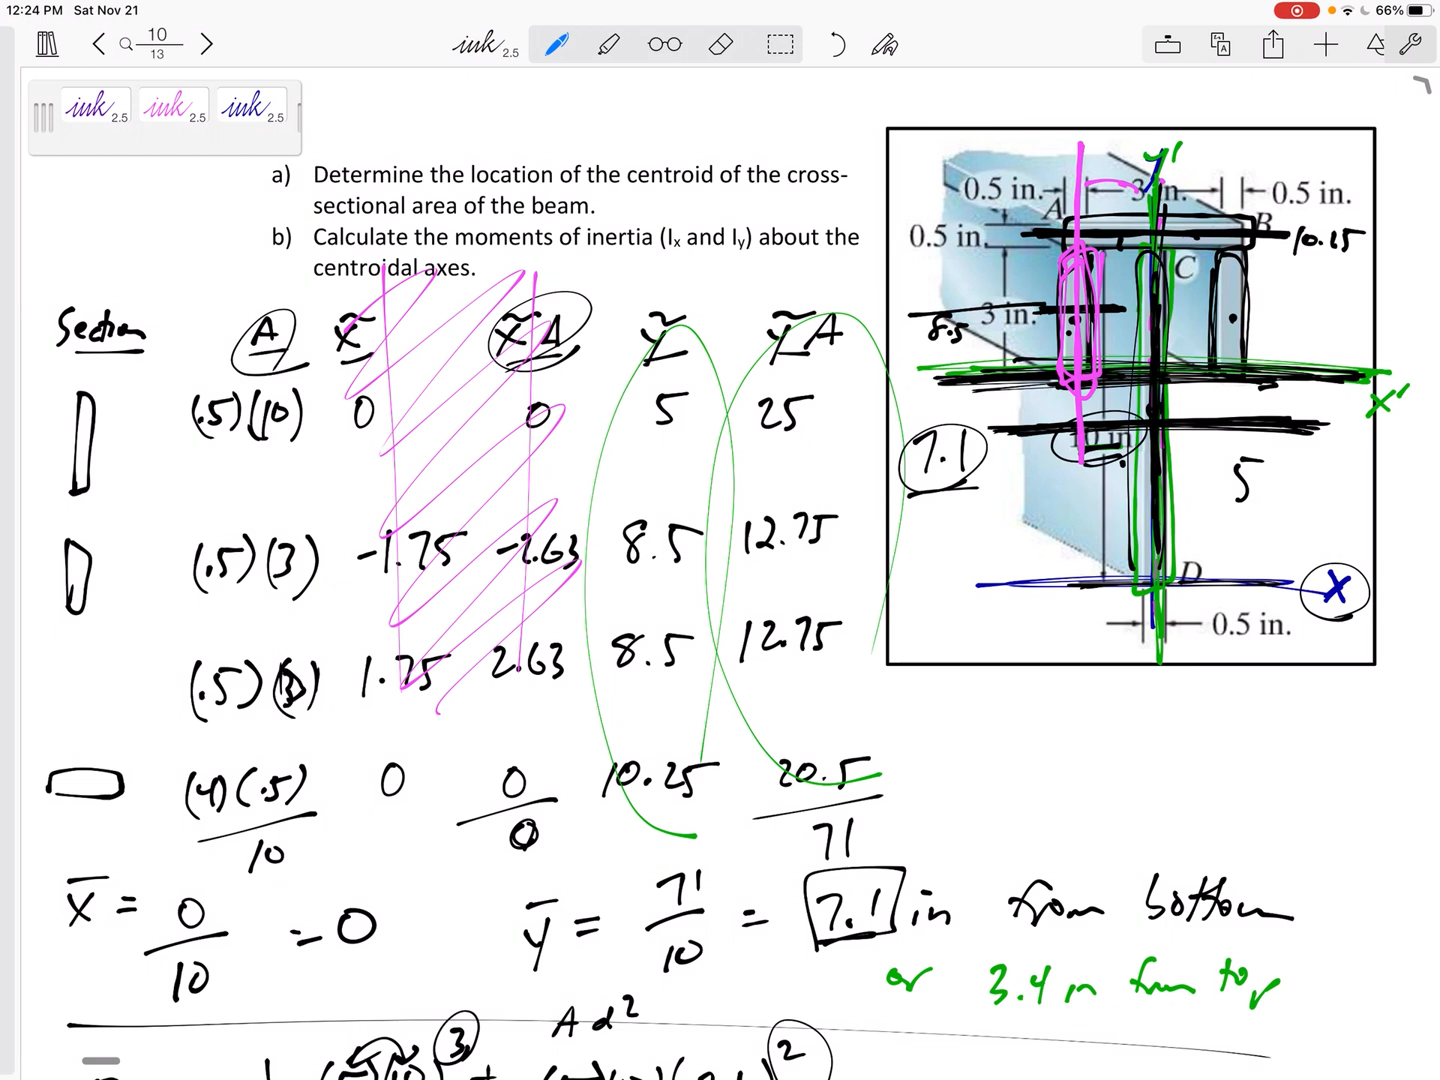 12:24 PM Sat Nov 21
66%
10
13
ink 2.5
ink 2.5 ink 2.5 ink 2.5
a) Determine the location of the centroid of the cross-
sectional area of the beam.
b) Calculate the moments of inertia (Ix and Iy) about the
centroidal axes.
y'
0.5 in. 3 in. 0.5 in.
A B
0.5 in. 10.25
C
8.5 3 in.
x'
10 in.
7.1
5
D
x
0.5 in.
Section A x̃ x̃A ỹ ỹA
(.5)(10) 0 0 5 25
(.5)(3) -1.75 -2.63 8.5 12.75
(.5)(3) 1.75 2.63 8.5 12.75
(4)(.5) 0 0 10.25 20.5
10 0 71
x̄ = 0/10 = 0 ȳ = 71/10 = 7.1 in from bottom
or 3.4 in from top
Ad²